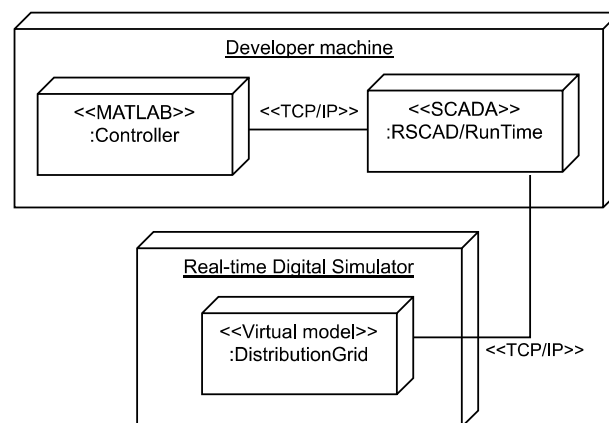 Developer machine
<<MATLAB>>
:Controller
<<TCP/IP>>
<<SCADA>>
:RSCAD/RunTime
Real-time Digital Simulator
<<Virtual model>>
:DistributionGrid
<<TCP/IP>>